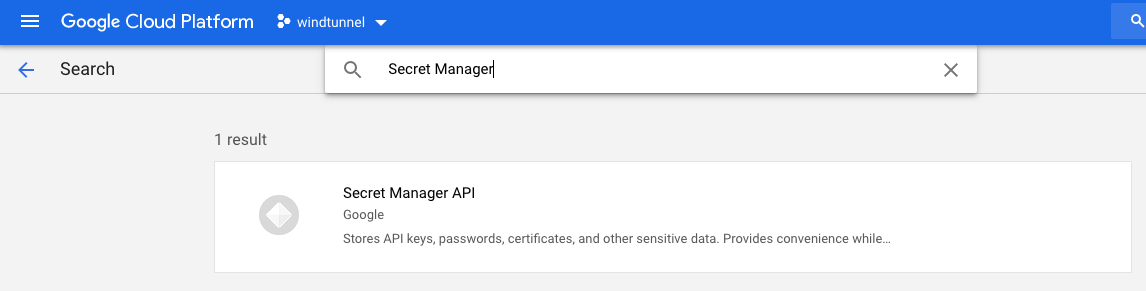 Google Cloud Platform windtunnel
Search
Secret Manager
1 result
Secret Manager API
Google
Stores API keys, passwords, certificates, and other sensitive data. Provides convenience while...